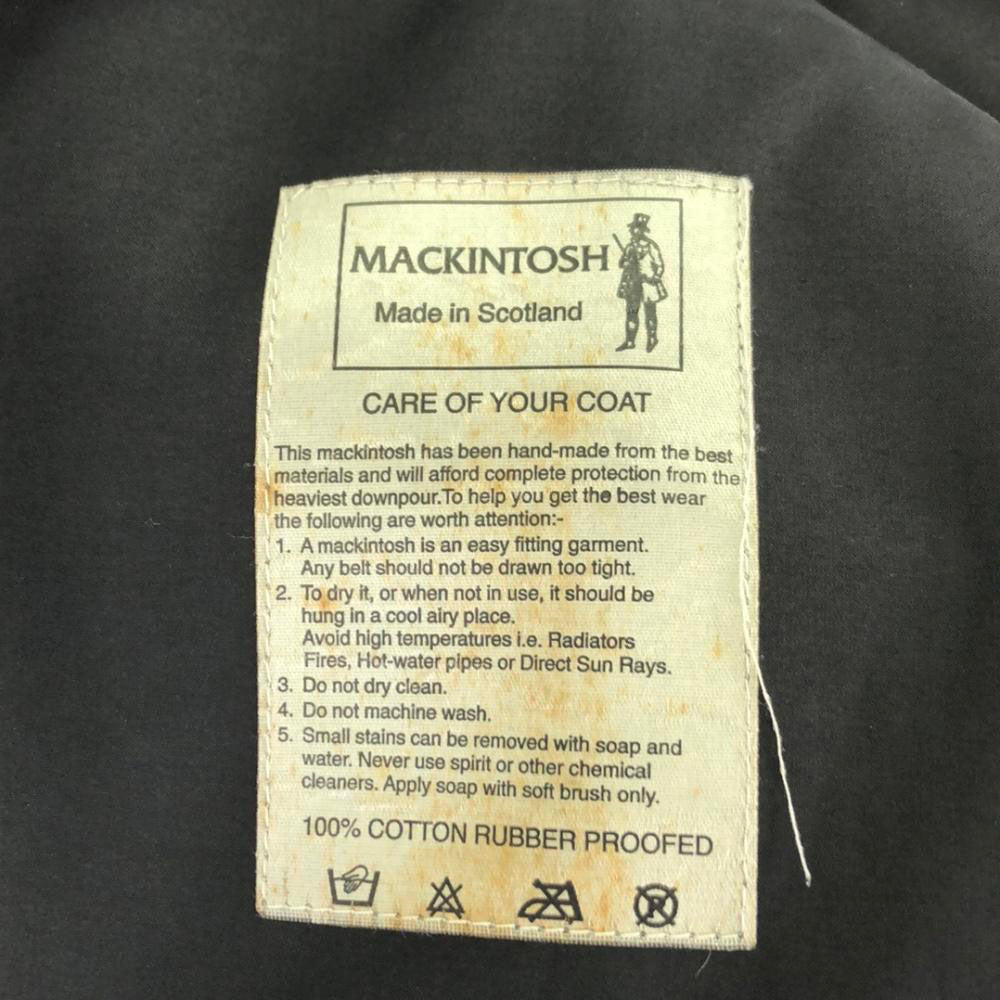 MACKINTOSH
Made in Scotland
CARE OF YOUR COAT
This mackintosh has been hand-made from the best
materials and will afford complete protection from the
heaviest downpour.To help you get the best wear
the following are worth attention:-
1. A mackintosh is an easy fitting garment.
Any belt should not be drawn too tight.
2. To dry it, or when not in use, it should be
hung in a cool airy place.
Avoid high temperatures i.e. Radiators
Fires, Hot-water pipes or Direct Sun Rays.
3. Do not dry clean.
4. Do not machine wash.
5. Small stains can be removed with soap and
water. Never use spirit or other chemical
cleaners. Apply soap with soft brush only.
100% COTTON RUBBER PROOFED
R